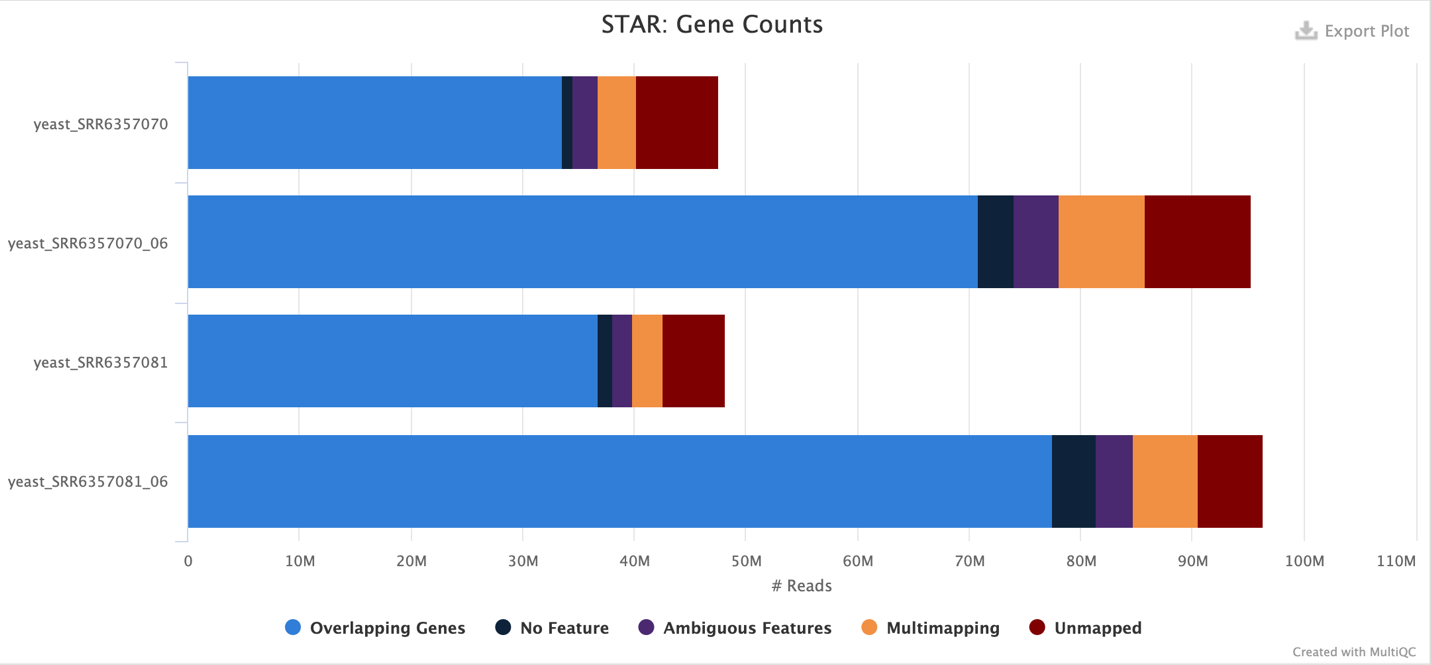 STAR: Gene Counts
Export Plot
yeast_SRR6357070
yeast_SRR6357070_06
yeast_SRR6357081
yeast_SRR6357081_06
0 10M 20M 30M 40M 50M 60M 70M 80M 90M 100M 110M
# Reads
Overlapping Genes No Feature Ambiguous Features Multimapping Unmapped
Created with MultiQC